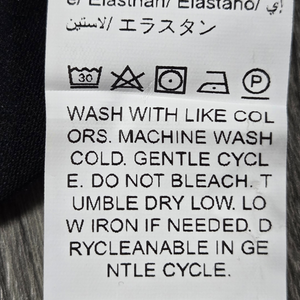 e/ Elasthan/ Elastano/ إي
لاستين /エラスタン
30 P
WASH WITH LIKE COL
ORS. MACHINE WASH
COLD. GENTLE CYCL
E. DO NOT BLEACH. T
UMBLE DRY LOW. LO
W IRON IF NEEDED. D
RYCLEANABLE IN GE
NTLE CYCLE.